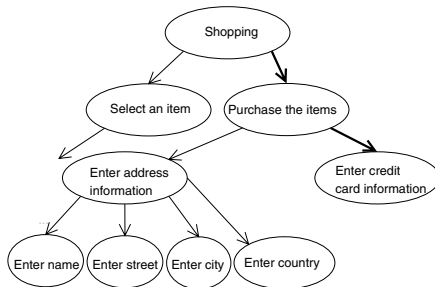 Shopping
Select an item
Purchase the items
Enter address
information
Enter credit
card information
Enter name
Enter street
Enter city
Enter country